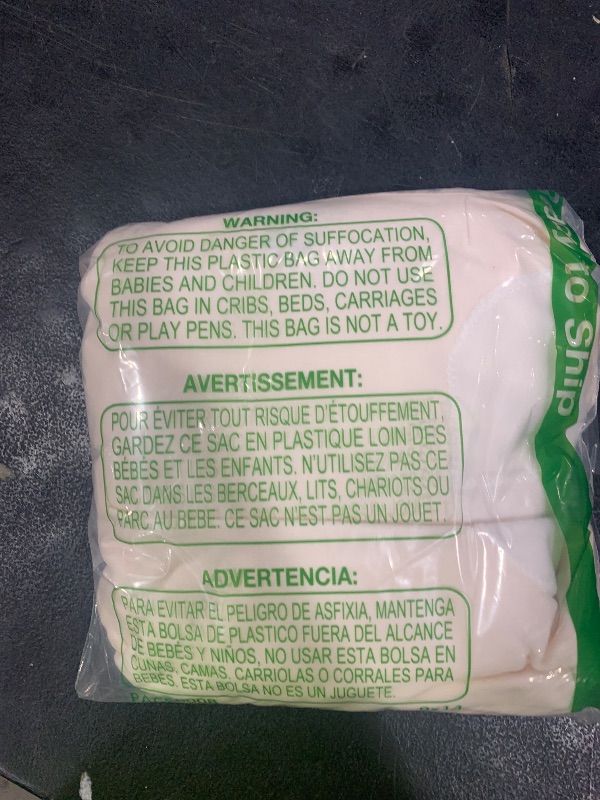 WARNING:
TO AVOID DANGER OF SUFFOCATION,
KEEP THIS PLASTIC BAG AWAY FROM
BABIES AND CHILDREN. DO NOT USE
THIS BAG IN CRIBS, BEDS, CARRIAGES
OR PLAY PENS. THIS BAG IS NOT A TOY.
AVERTISSEMENT:
POUR ÉVITER TOUT RISQUE D'ÉTOUFFEMENT,
GARDEZ CE SAC EN PLASTIQUE LOIN DES
BÉBÉS ET LES ENFANTS. N'UTILISEZ PAS CE
SAC DANS LES BERCEAUX, LITS, CHARIOTS OU
PARC AU BEBE. CE SAC N'EST PAS UN JOUET.
ADVERTENCIA:
PARA EVITAR EL PELIGRO DE ASFIXIA, MANTENGA
ESTA BOLSA DE PLASTICO FUERA DEL ALCANCE
DE BEBÉS Y NIÑOS, NO USAR ESTA BOLSA EN
CUNAS, CAMAS, CARRIOLAS O CORRALES PARA
BEBÉS. ESTA BOLSA NO ES UN JUGUETE.
to Ship